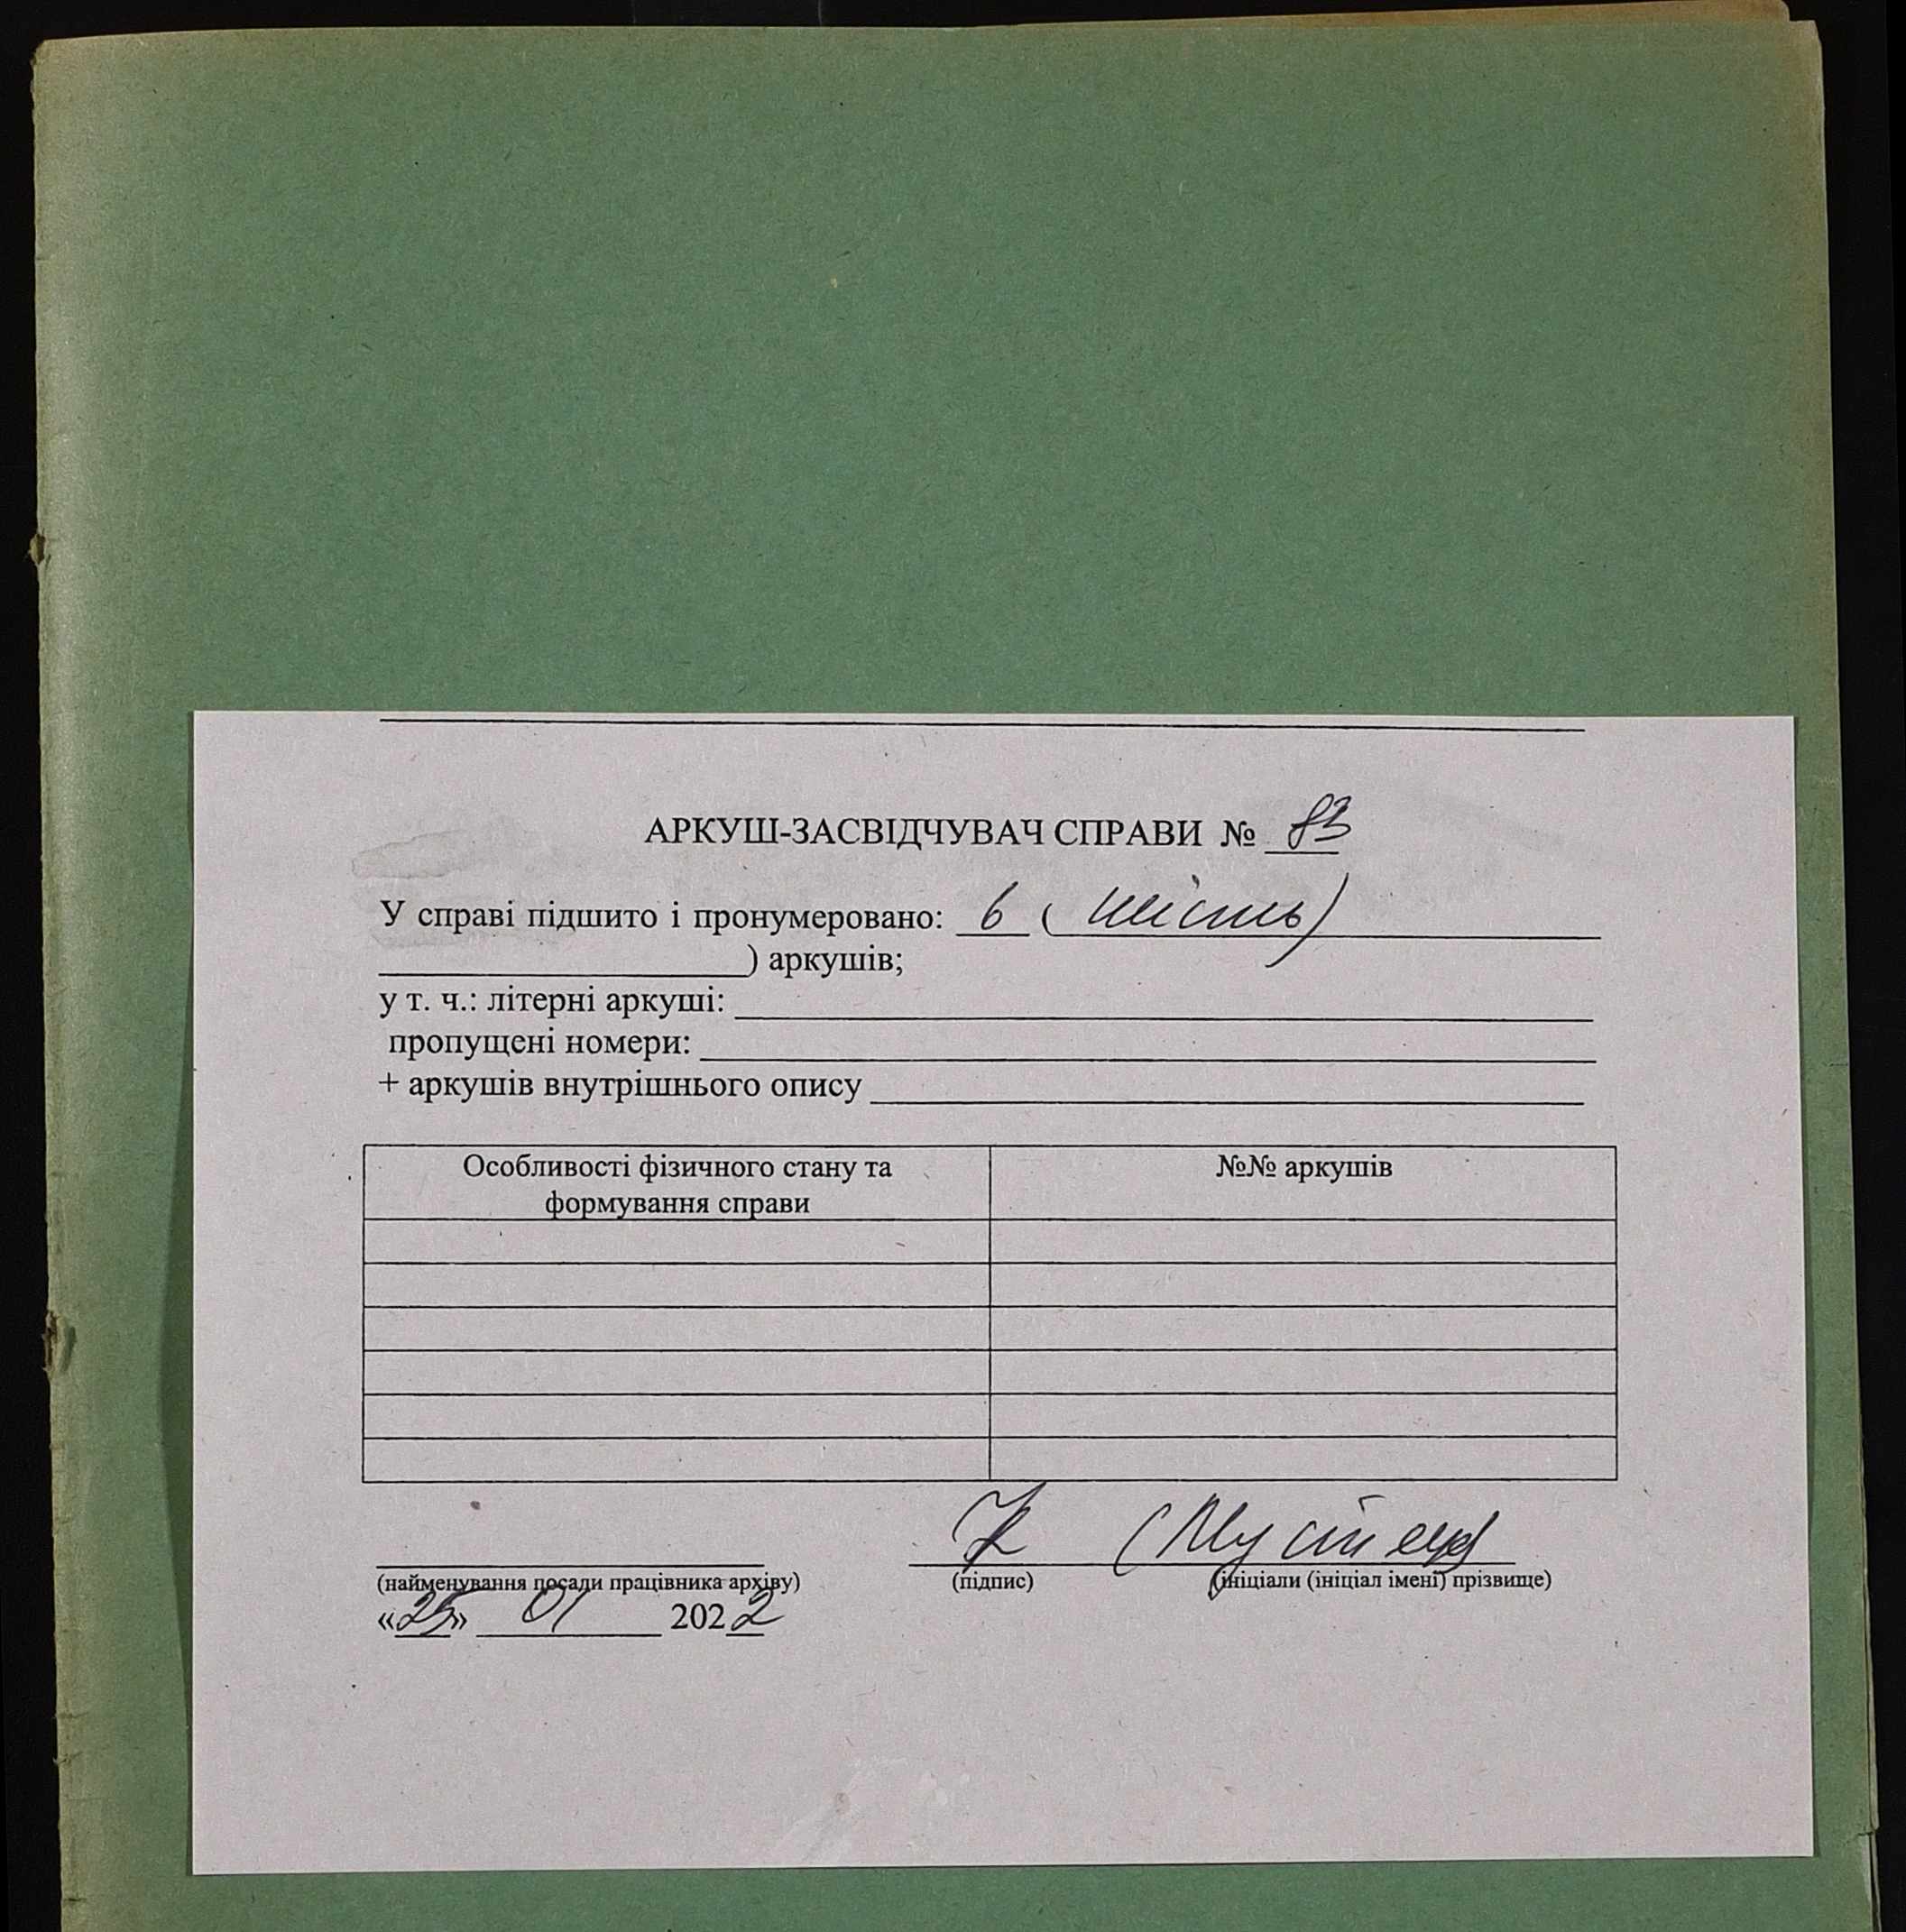 АРКУШ-ЗАСВІДЧУВАЧ СПРАВИ № 83
У справі підшито і пронумеровано: 6 ( шість)
) аркушів;
у т. ч.: літерні аркуші:
пропущені номери:
+ аркушів внутрішнього опису
Особливості фізичного стану та
формування справи
№№ аркушів
(найменування посади працівника архіву)
(підпис)
(ініціали (ініціал імені) прізвище)
«25» 01 2022